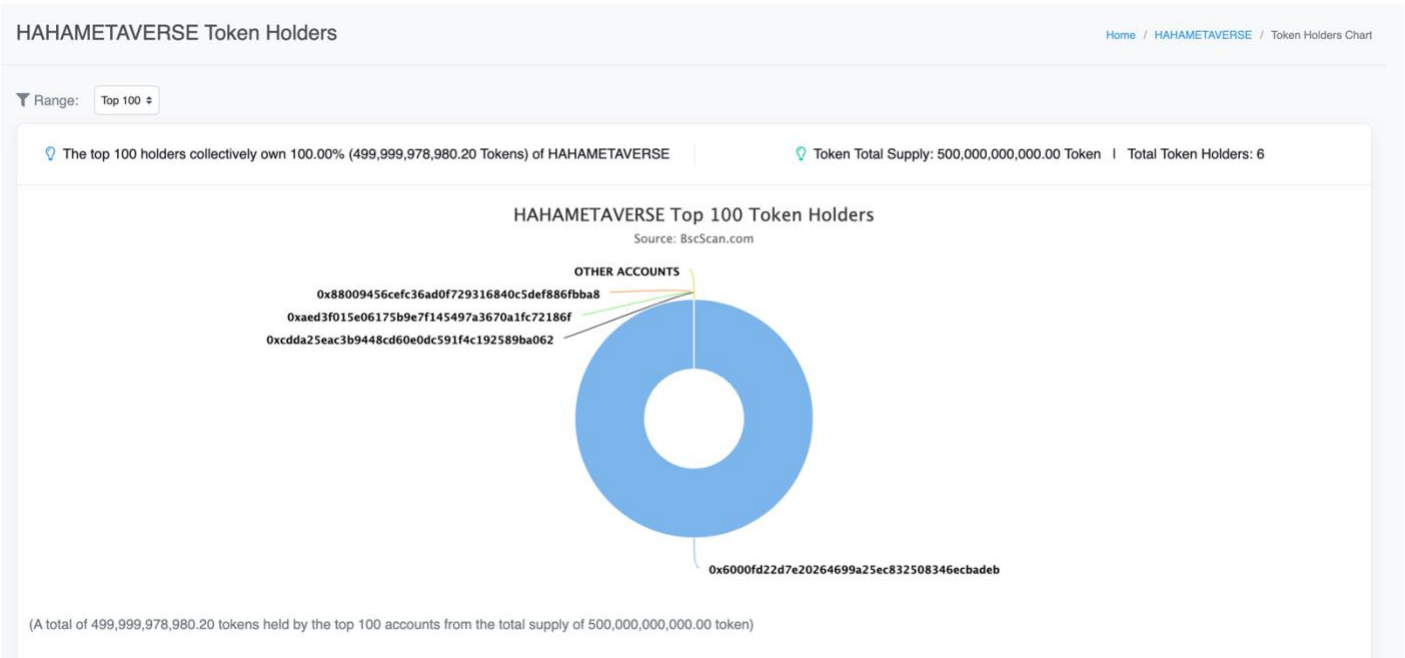 HAHAMETAVERSE Token Holders
Home / HAHAMETAVERSE / Token Holders Chart
Range: Top 100
The top 100 holders collectively own 100.00% (499,999,978,980.20 Tokens) of HAHAMETAVERSE
Token Total Supply: 500,000,000,000.00 Token | Total Token Holders: 6
HAHAMETAVERSE Top 100 Token Holders
Source: BscScan.com
OTHER ACCOUNTS
0x88009456cefc36ad0f729316840c5def886fbba8
0xaed3f015e06175b9e7f145497a3670a1fc72186f
0xcdda25eac3b9448cd60e0dc591f4c192589ba062
0x6000fd22d7e20264699a25ec832508346ecbadeb
(A total of 499,999,978,980.20 tokens held by the top 100 accounts from the total supply of 500,000,000,000.00 token)